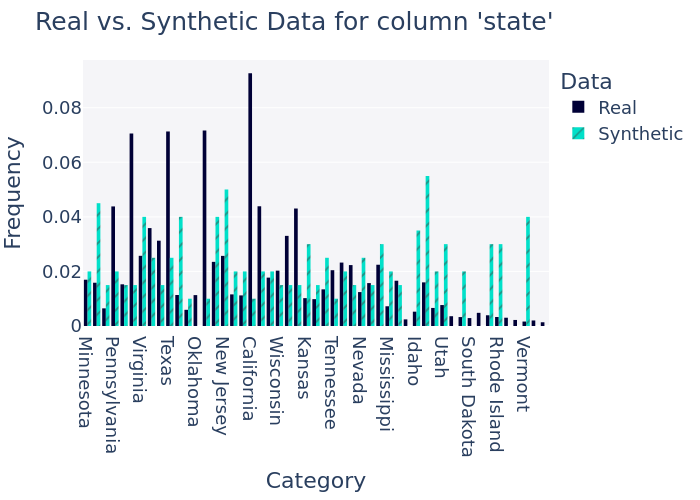 Real vs. Synthetic Data for column 'state'
Data
Real
Synthetic
Frequency
0.08
0.06
0.04
0.02
0
Minnesota
Pennsylvania
Virginia
Texas
Oklahoma
New Jersey
California
Wisconsin
Kansas
Tennessee
Nevada
Mississippi
Idaho
Utah
South Dakota
Rhode Island
Vermont
Category